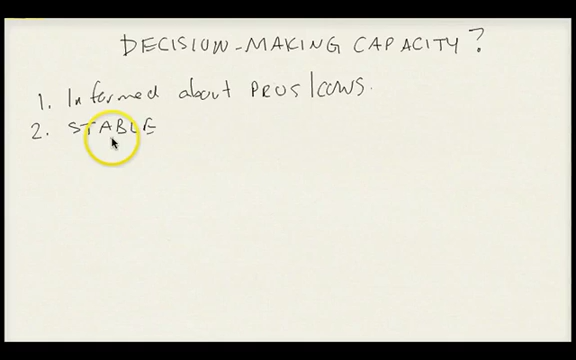 DECISION-MAKING CAPACITY?
1. Informed about PROS/CONS.
2. STABLE